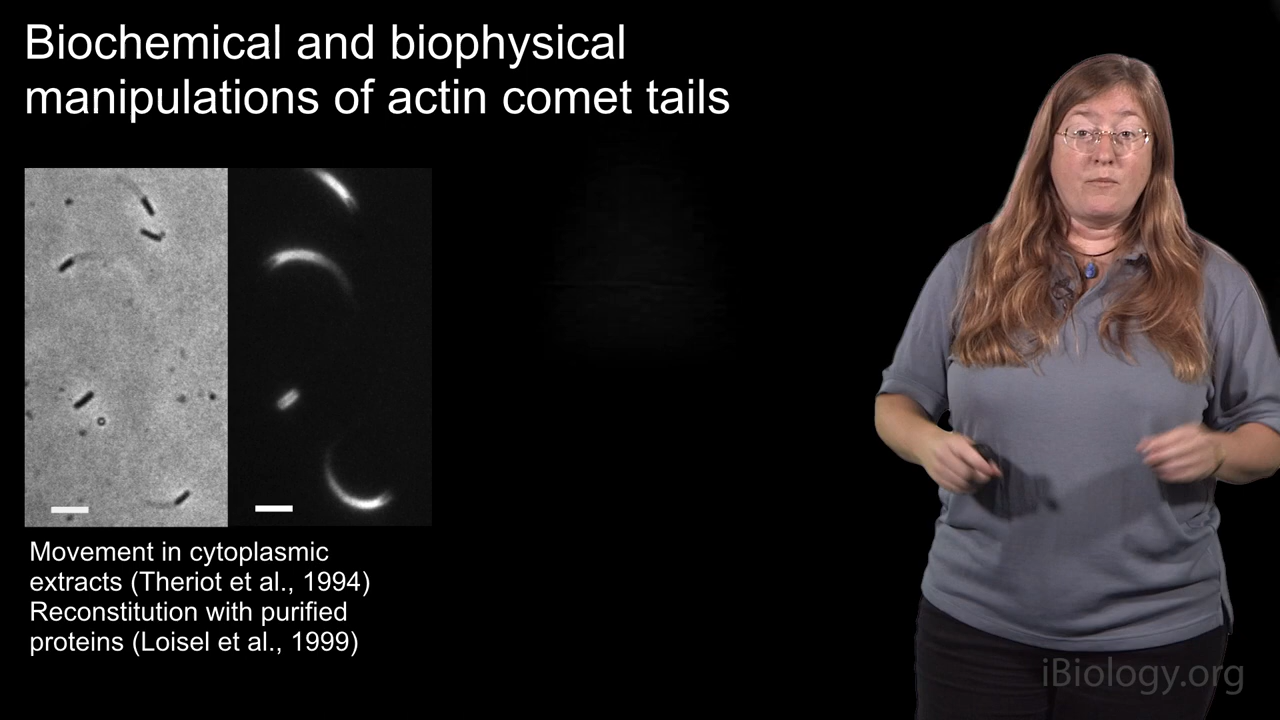 Biochemical and biophysical
manipulations of actin comet tails
Movement in cytoplasmic
extracts (Theriot et al., 1994)
Reconstitution with purified
proteins (Loisel et al., 1999)
iBiology.org